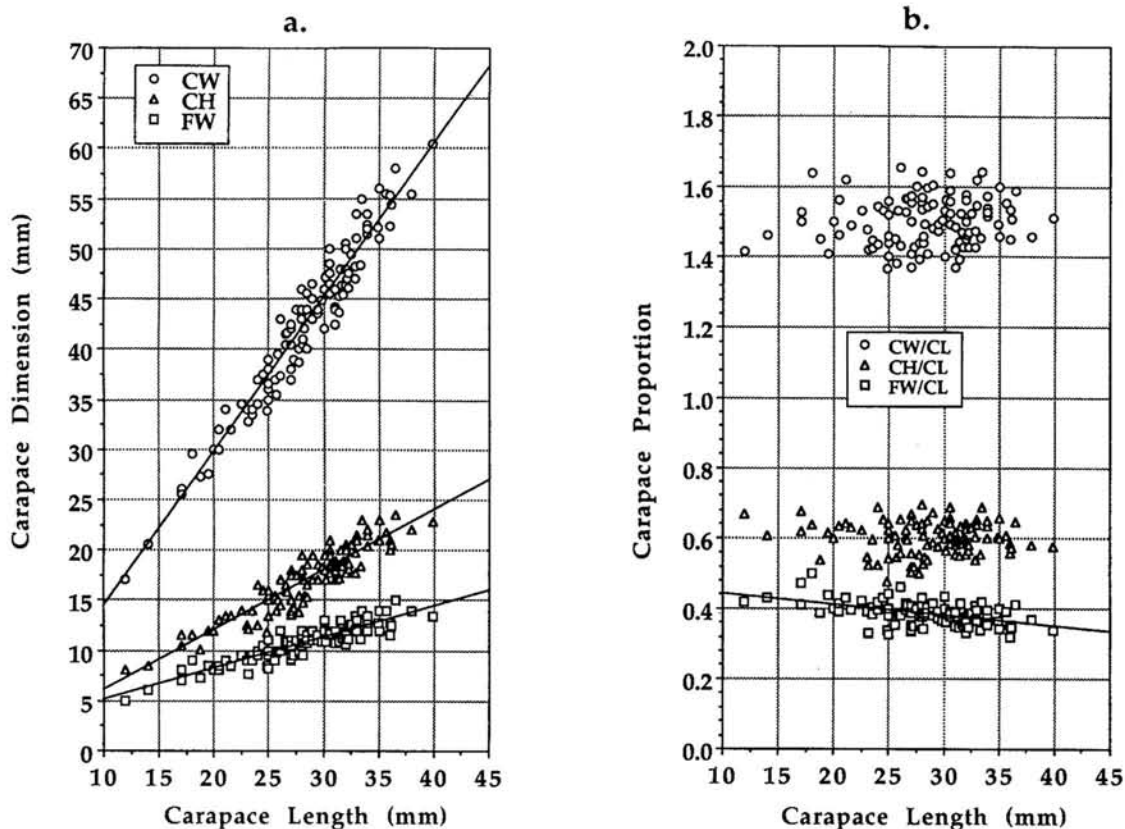 a.
70
65
60
55
50
45
40
35
30
25
20
15
10
5
0
Carapace Dimension (mm)
CW
CH
FW
10 15 20 25 30 35 40 45
Carapace Length (mm)
b.
2.0
1.8
1.6
1.4
1.2
1.0
0.8
0.6
0.4
0.2
0.0
Carapace Proportion
CW/CL
CH/CL
FW/CL
10 15 20 25 30 35 40 45
Carapace Length (mm)